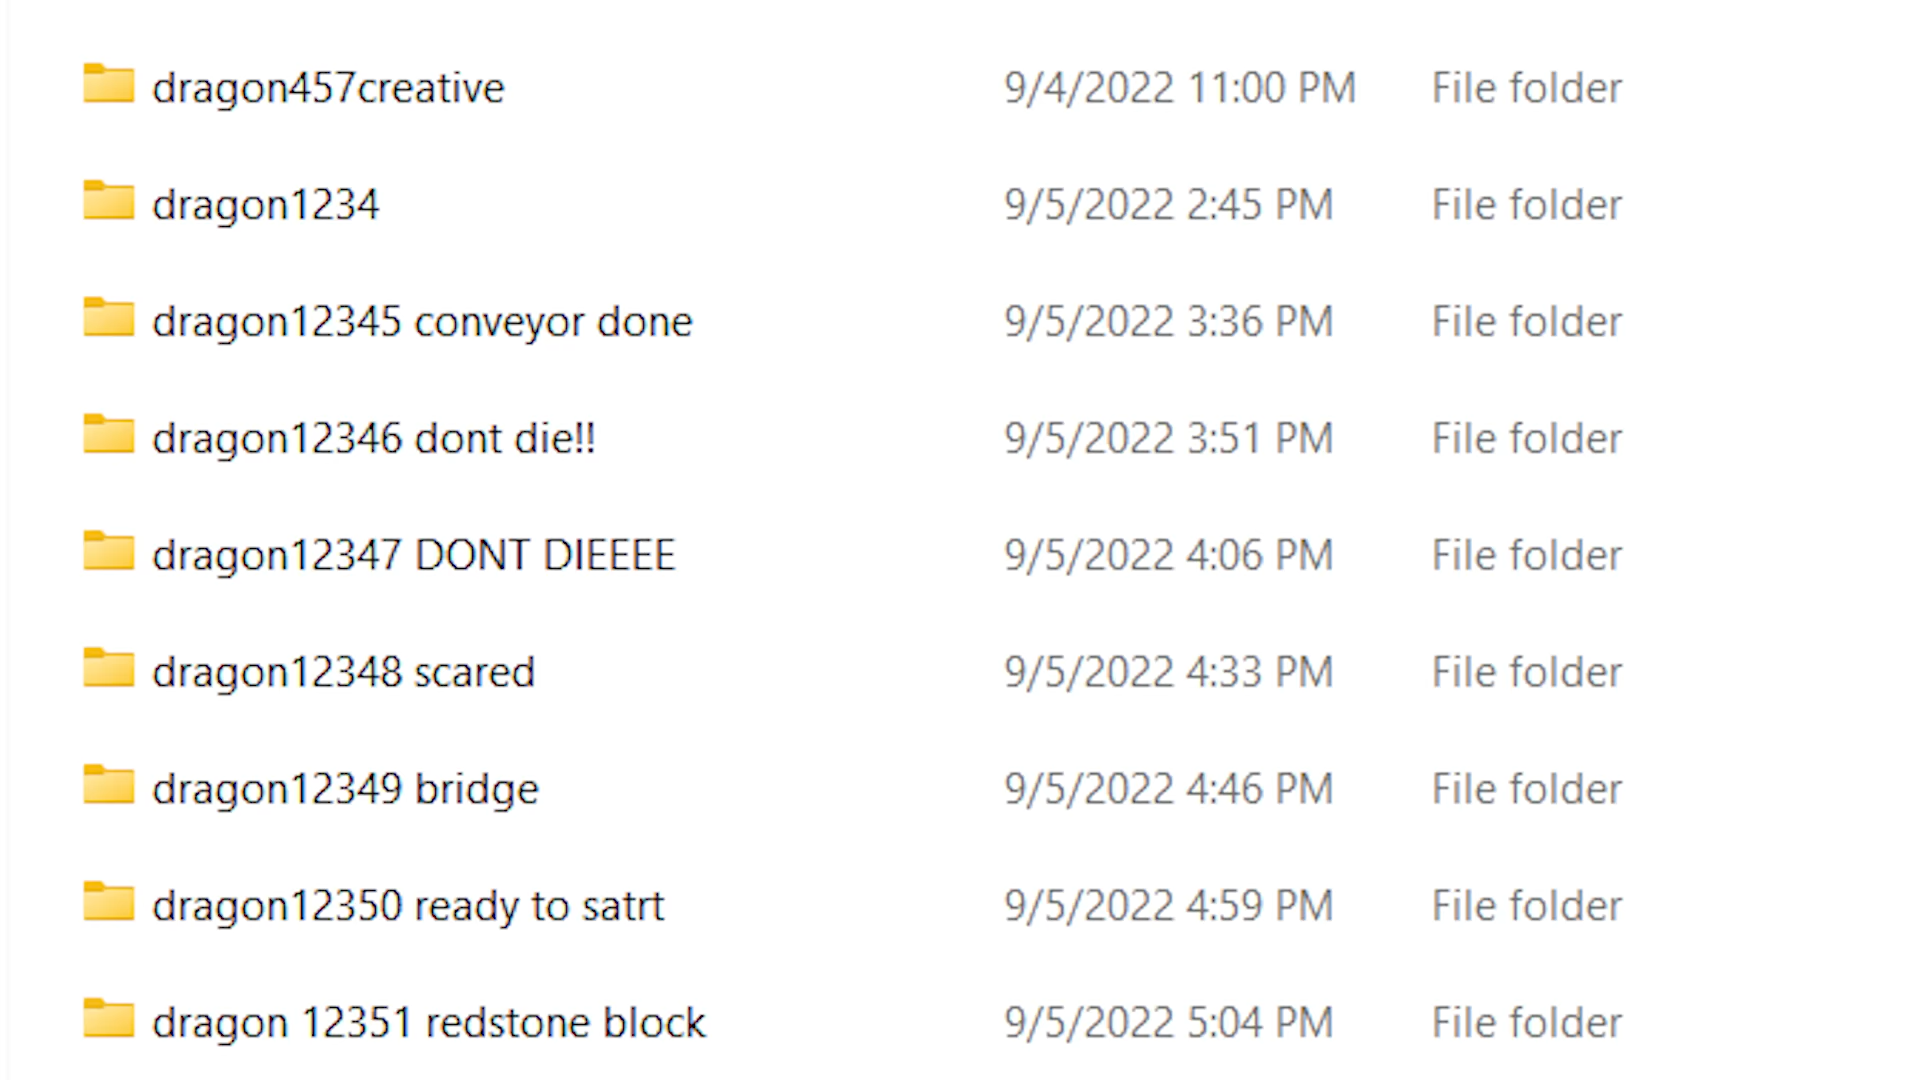 dragon457creative 9/4/2022 11:00 PM File folder
dragon1234 9/5/2022 2:45 PM File folder
dragon12345 conveyor done 9/5/2022 3:36 PM File folder
dragon12346 dont die!! 9/5/2022 3:51 PM File folder
dragon12347 DONT DIEEEE 9/5/2022 4:06 PM File folder
dragon12348 scared 9/5/2022 4:33 PM File folder
dragon12349 bridge 9/5/2022 4:46 PM File folder
dragon12350 ready to satrt 9/5/2022 4:59 PM File folder
dragon 12351 redstone block 9/5/2022 5:04 PM File folder